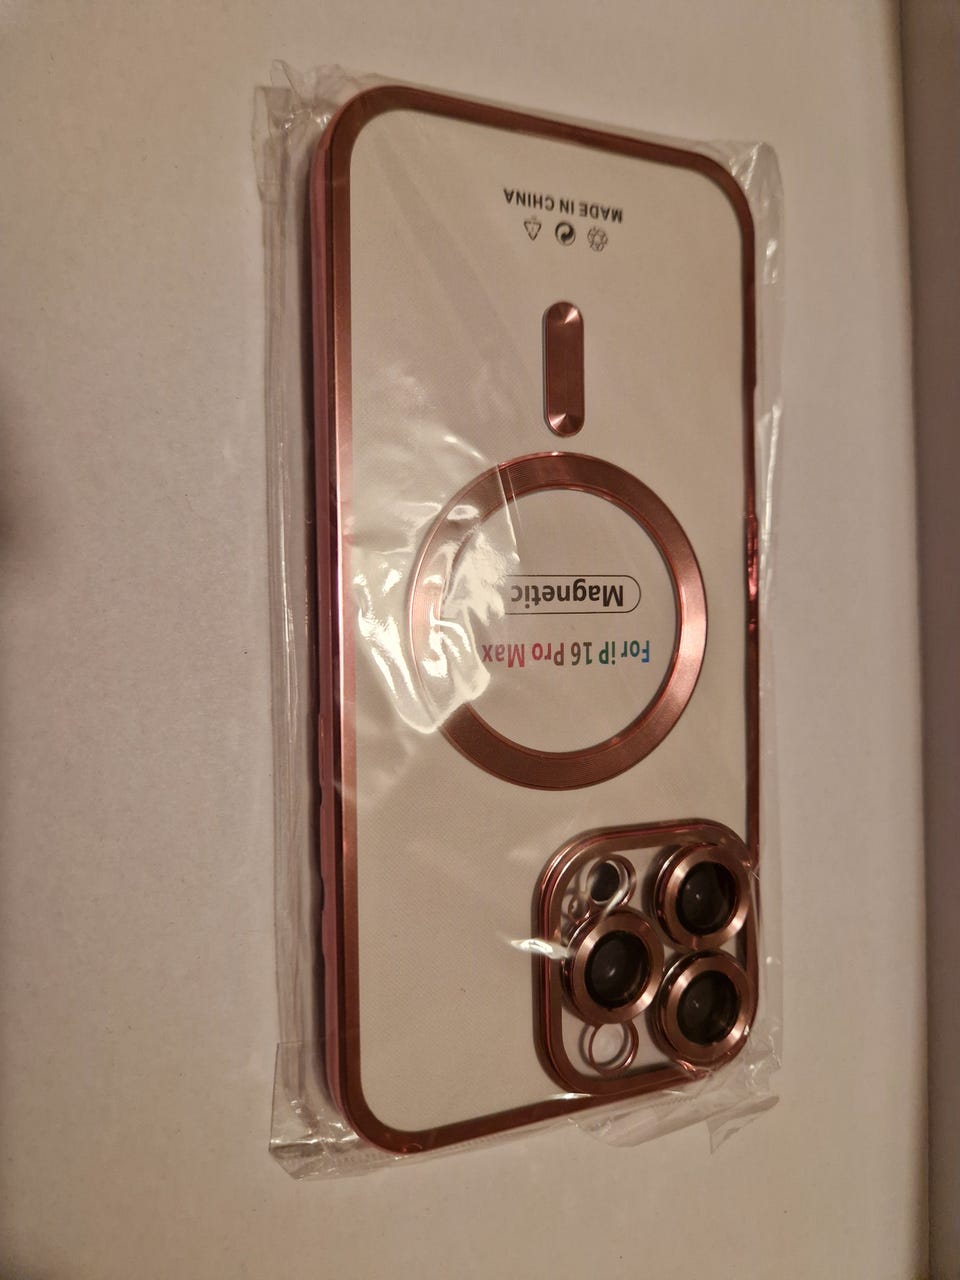 For iP 16 Pro Max
Magnetic
MADE IN CHINA